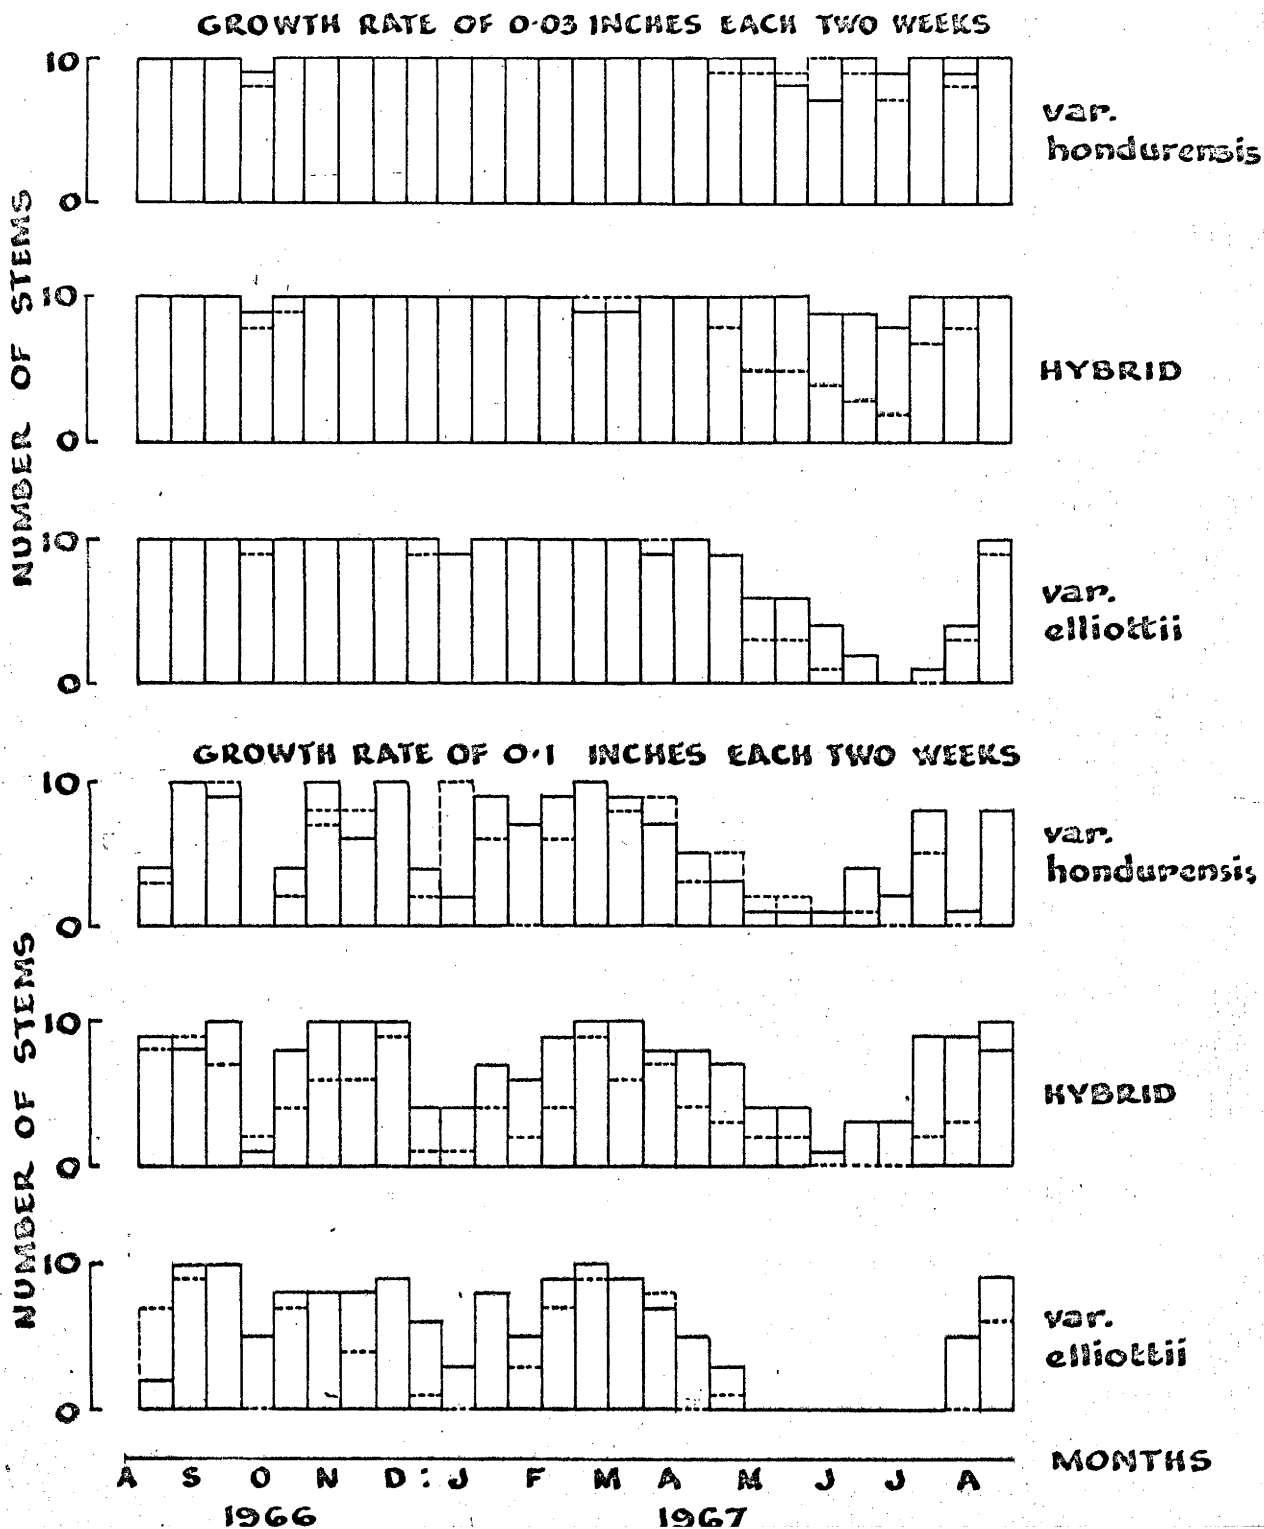 GROWTH RATE OF 0·03 INCHES EACH TWO WEEKS
10
0
var.
hondurensis
10
0
HYBRID
10
0
var.
elliottii
NUMBER OF STEMS
GROWTH RATE OF 0·1 INCHES EACH TWO WEEKS
10
0
var.
hondurensis
10
0
HYBRID
10
0
var.
elliottii
NUMBER OF STEMS
A S O N D : J F M A M J J A MONTHS
1966 1967